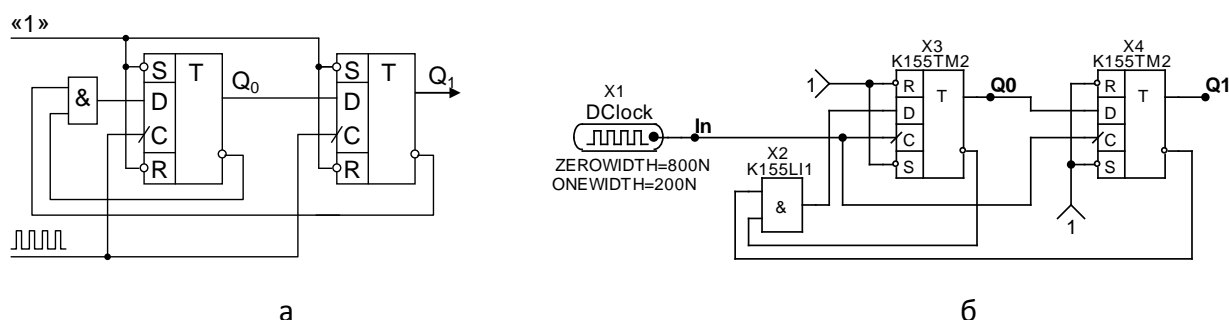 «1»
S T
D
C
R
Q0
&
S T
D
C
R
Q1
а
X1
DClock
In
ZEROWIDTH=800N
ONEWIDTH=200N
X2
K155LI1
&
1
X3
K155TM2
R
D T
C
S
Q0
X4
K155TM2
R
D T
C
S
Q1
1
б